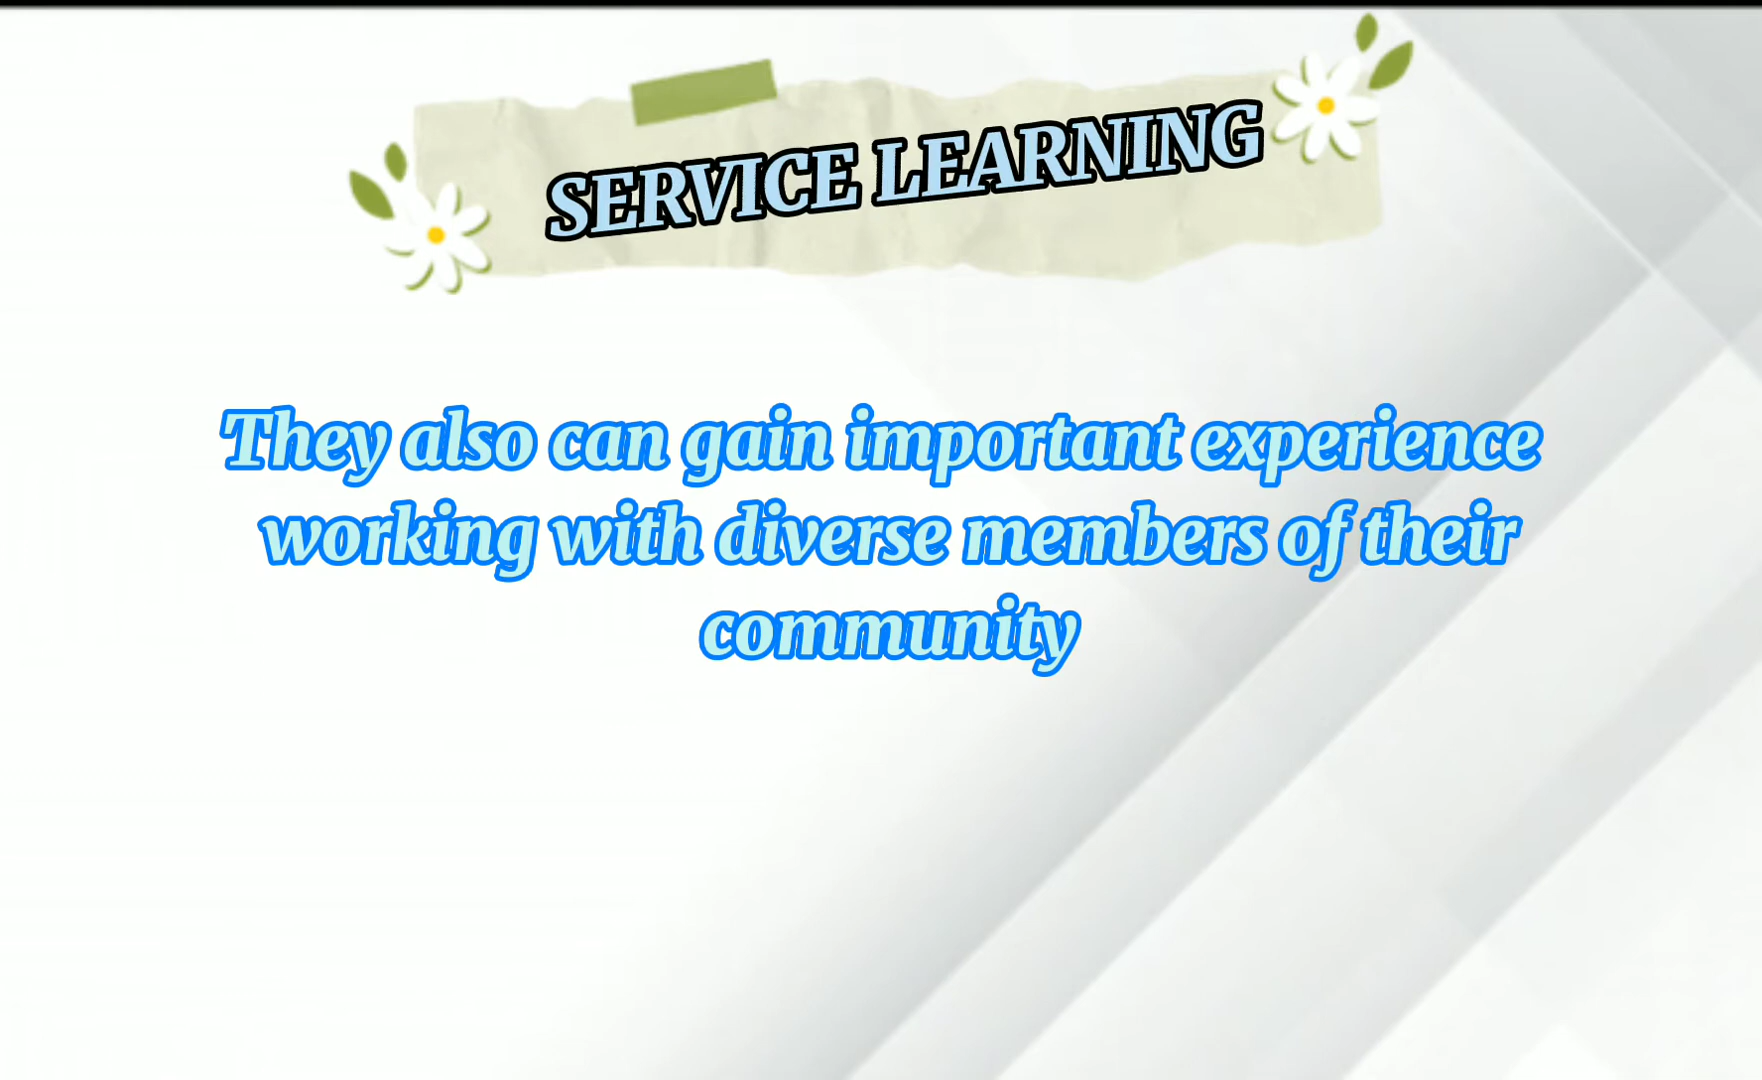 SERVICE LEARNING
They also can gain important experience
working with diverse members of their
community